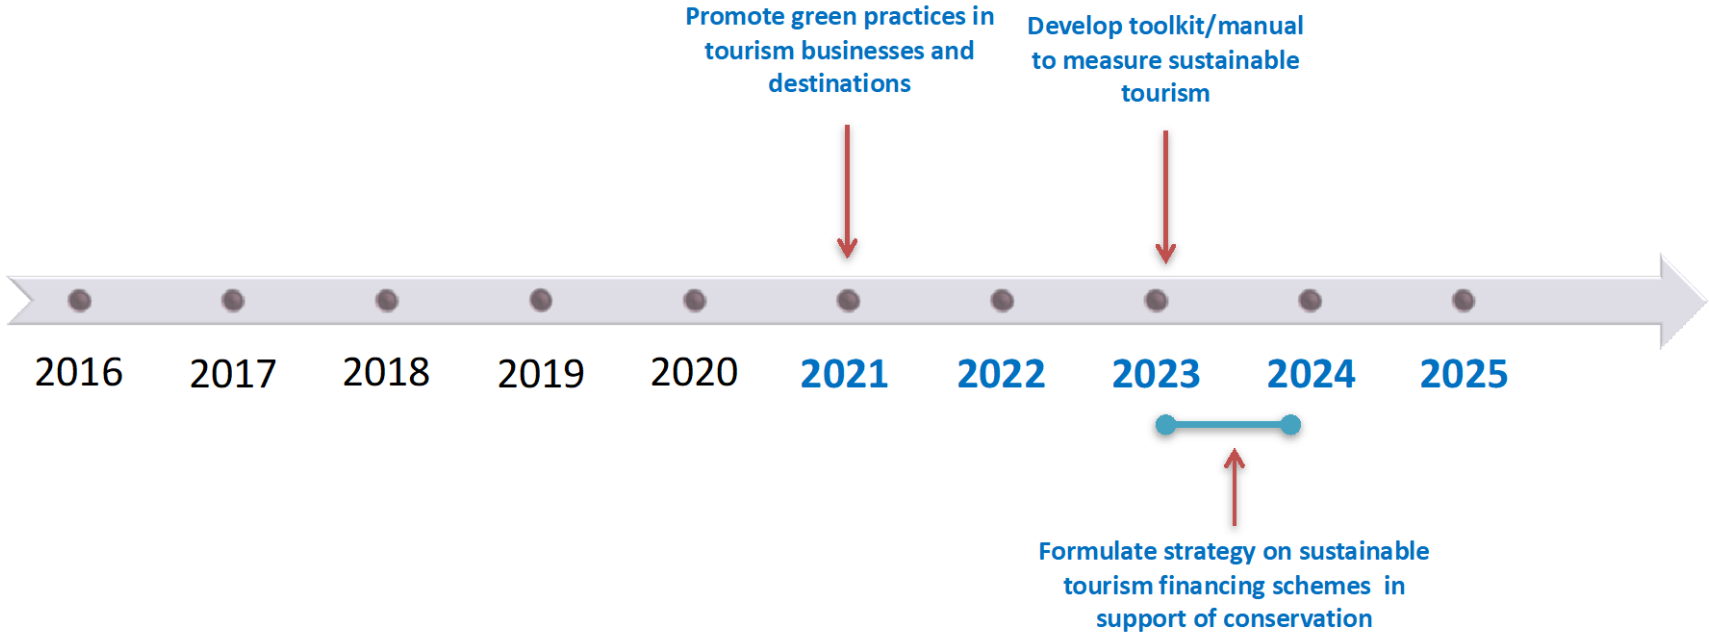 Promote green practices in
tourism businesses and
destinations
Develop toolkit/manual
to measure sustainable
tourism
2016 2017 2018 2019 2020 2021 2022 2023 2024 2025
Formulate strategy on sustainable
tourism financing schemes in
support of conservation